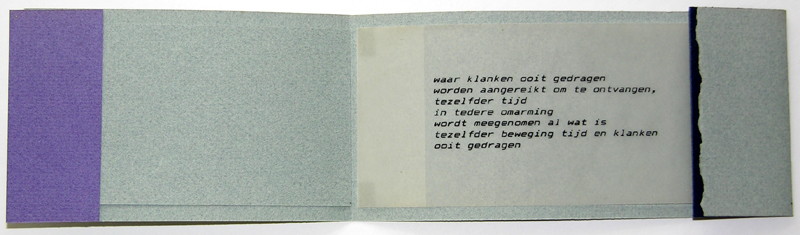 waar klanken ooit gedragen
worden aangereikt om te ontvangen,
tezelfder tijd
in tedere omarming
wordt meegenomen al wat is
tezelfder beweging tijd en klanken
ooit gedragen